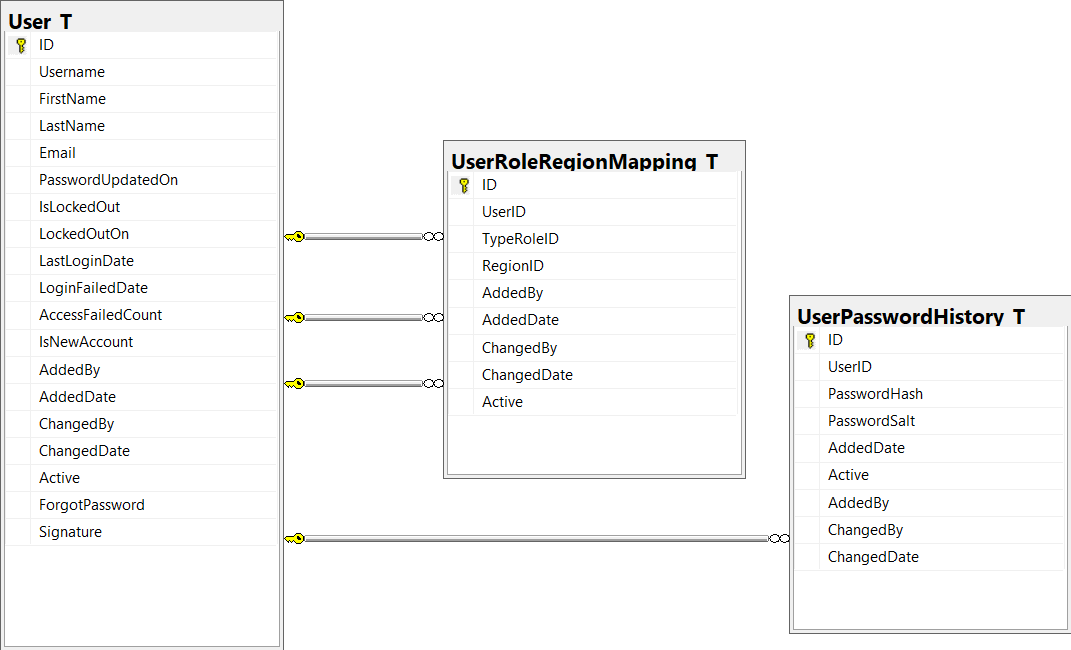 User_T
ID
Username
FirstName
LastName
Email
PasswordUpdatedOn
IsLockedOut
LockedOutOn
LastLoginDate
LoginFailedDate
AccessFailedCount
IsNewAccount
AddedBy
AddedDate
ChangedBy
ChangedDate
Active
ForgotPassword
Signature
UserRoleRegionMapping_T
ID
UserID
TypeRoleID
RegionID
AddedBy
AddedDate
ChangedBy
ChangedDate
Active
UserPasswordHistory_T
ID
UserID
PasswordHash
PasswordSalt
AddedDate
Active
AddedBy
ChangedBy
ChangedDate